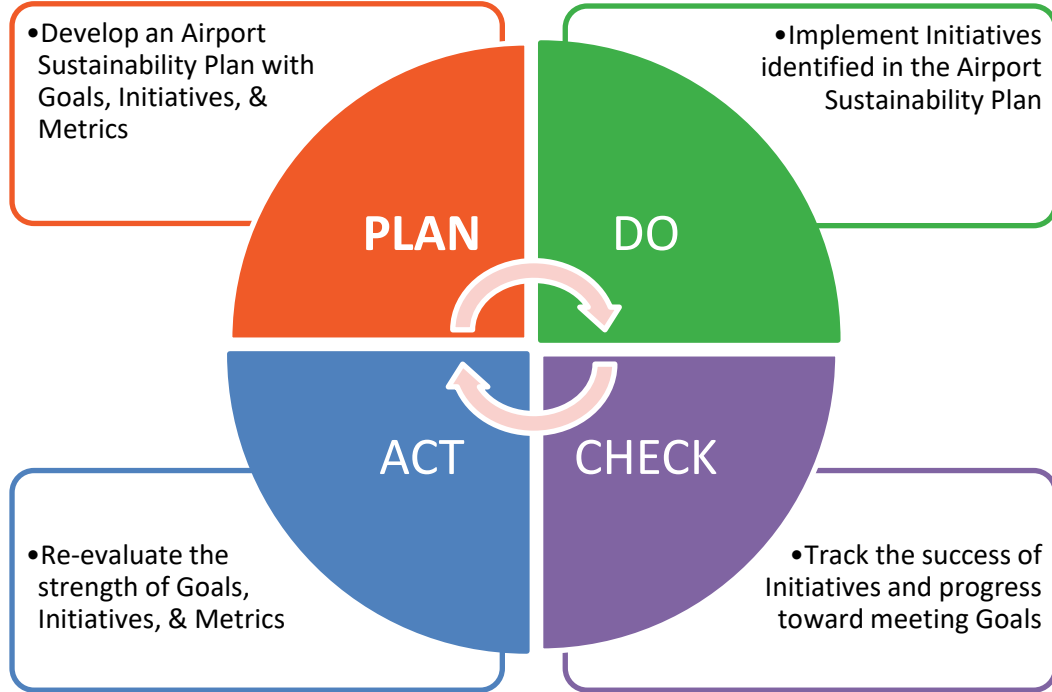 •Develop an Airport
Sustainability Plan with
Goals, Initiatives, &
Metrics
•Implement Initiatives
identified in the Airport
Sustainability Plan
PLAN
DO
ACT
CHECK
•Re-evaluate the
strength of Goals,
Initiatives, & Metrics
•Track the success of
Initiatives and progress
toward meeting Goals